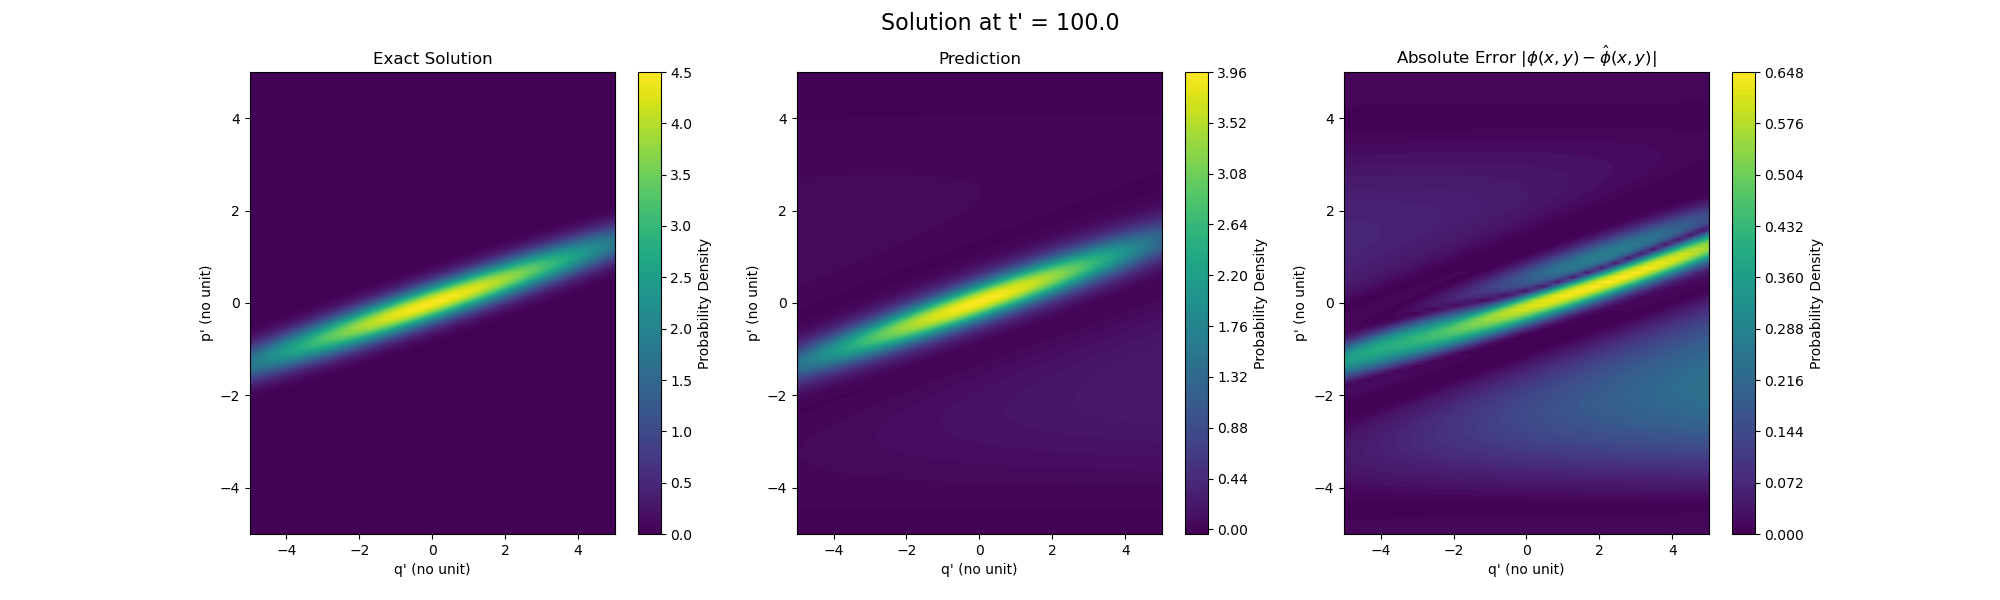 Solution at t' = 100.0
Exact Solution
4
2
0
−2
−4
p' (no unit)
−4 −2 0 2 4
q' (no unit)
4.5
4.0
3.5
3.0
2.5
2.0
1.5
1.0
0.5
0.0
Probability Density
Prediction
4
2
0
−2
−4
p' (no unit)
−4 −2 0 2 4
q' (no unit)
3.96
3.52
3.08
2.64
2.20
1.76
1.32
0.88
0.44
0.00
Probability Density
Absolute Error |ϕ(x, y) − ϕ̂(x, y)|
4
2
0
−2
−4
p' (no unit)
−4 −2 0 2 4
q' (no unit)
0.648
0.576
0.504
0.432
0.360
0.288
0.216
0.144
0.072
0.000
Probability Density